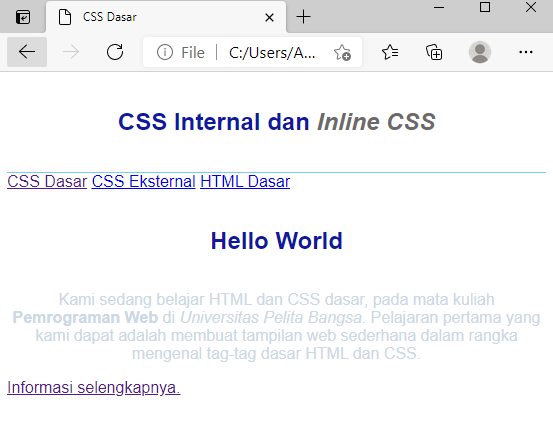 CSS Dasar
File
C:/Users/A...
CSS Internal dan Inline CSS
CSS Dasar CSS Eksternal HTML Dasar
Hello World
Kami sedang belajar HTML dan CSS dasar, pada mata kuliah
Pemrograman Web di Universitas Pelita Bangsa. Pelajaran pertama yang
kami dapat adalah membuat tampilan web sederhana dalam rangka
mengenal tag-tag dasar HTML dan CSS.
Informasi selengkapnya.